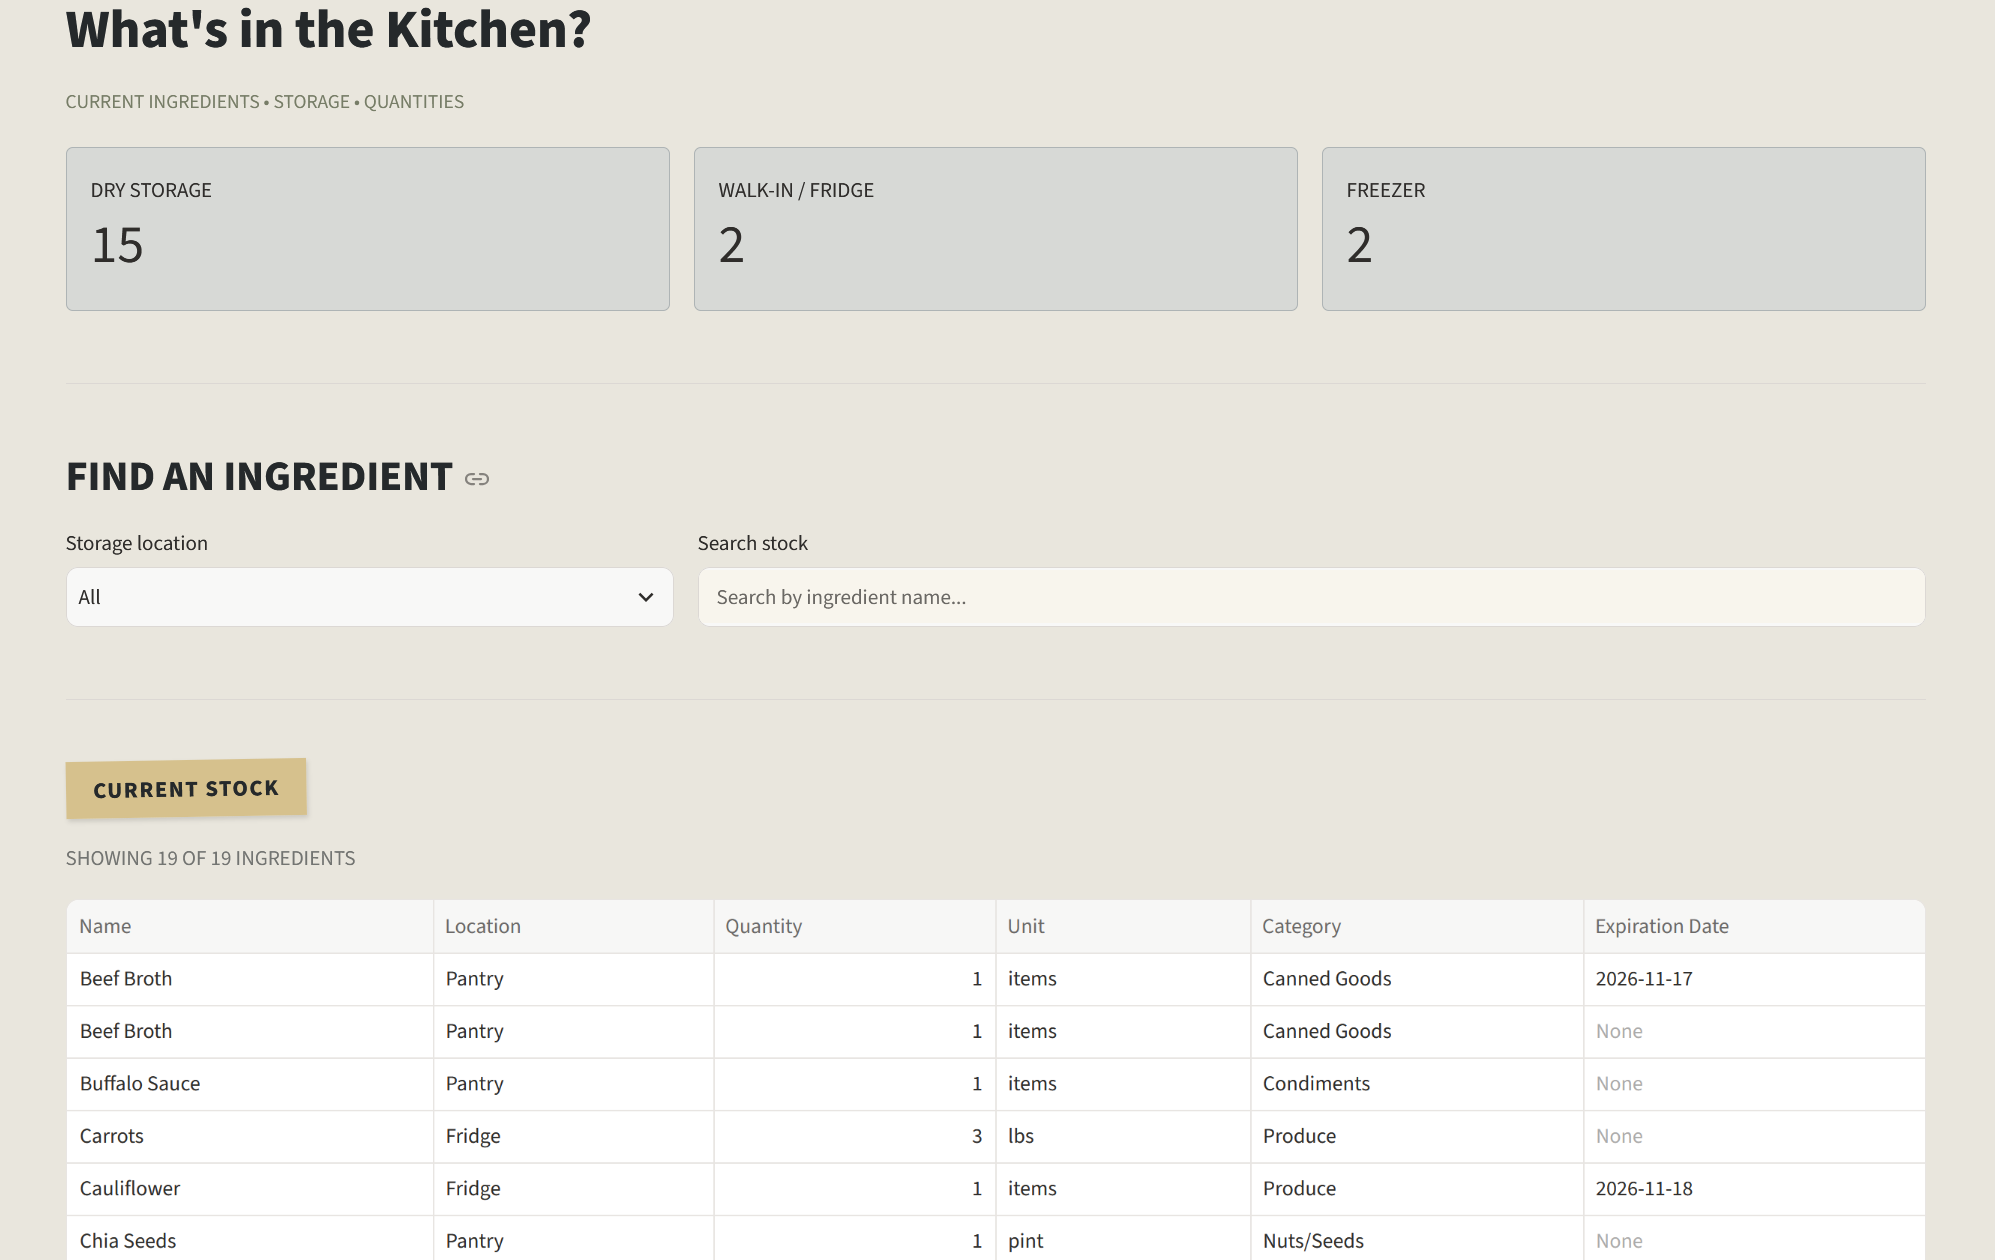 What's in the Kitchen?
CURRENT INGREDIENTS • STORAGE • QUANTITIES
DRY STORAGE
15
WALK-IN / FRIDGE
2
FREEZER
2
FIND AN INGREDIENT
Storage location
All
Search stock
Search by ingredient name...
CURRENT STOCK
SHOWING 19 OF 19 INGREDIENTS
Name Location Quantity Unit Category Expiration Date
Beef Broth Pantry 1 items Canned Goods 2026-11-17
Beef Broth Pantry 1 items Canned Goods None
Buffalo Sauce Pantry 1 items Condiments None
Carrots Fridge 3 lbs Produce None
Cauliflower Fridge 1 items Produce 2026-11-18
Chia Seeds Pantry 1 pint Nuts/Seeds None